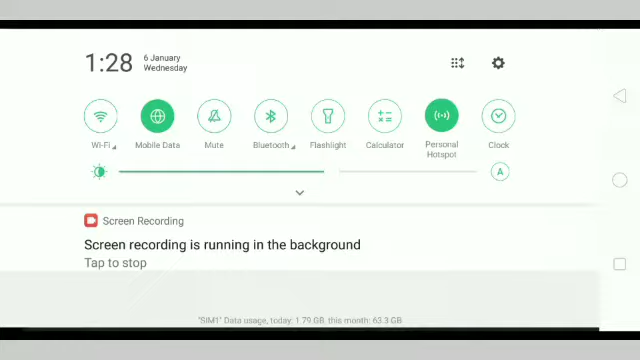 1:28
6 January
Wednesday
Wi-Fi
Mobile Data
Mute
Bluetooth
Flashlight
Calculator
Personal
Hotspot
Clock
A
Screen Recording
Screen recording is running in the background
Tap to stop
"SIM1" Data usage, today: 1.79 GB, this month: 63.3 GB